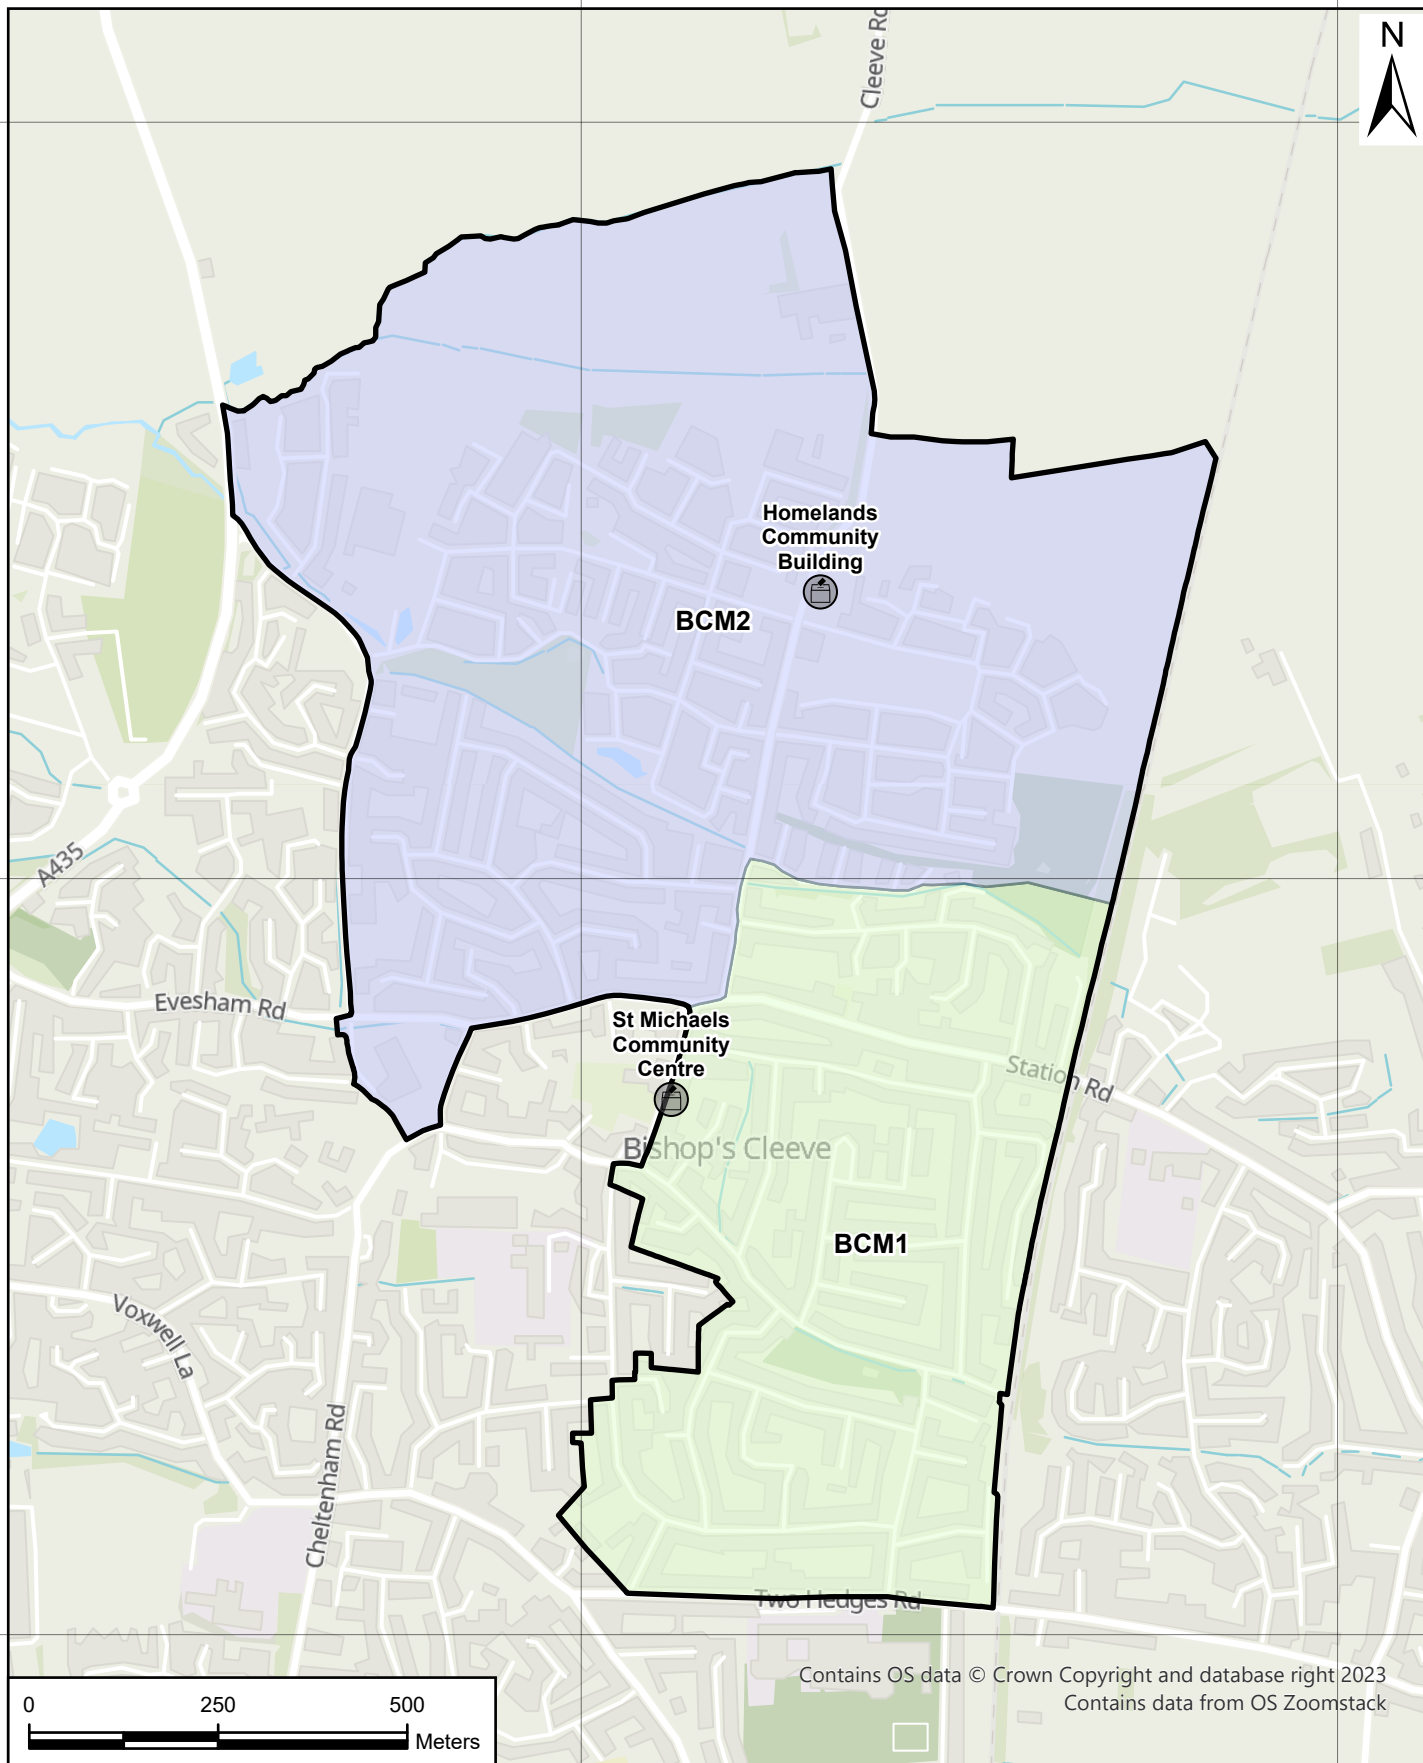 N
Cleeve Rd
Homelands
Community
Building
BCM2
A435
Evesham Rd
St Michaels
Community
Centre
Station Rd
Bishop's Cleeve
BCM1
Voxwell La
Cheltenham Rd
Two Hedges Rd
Contains OS data © Crown Copyright and database right 2023
Contains data from OS Zoomstack
0 250 500
Meters